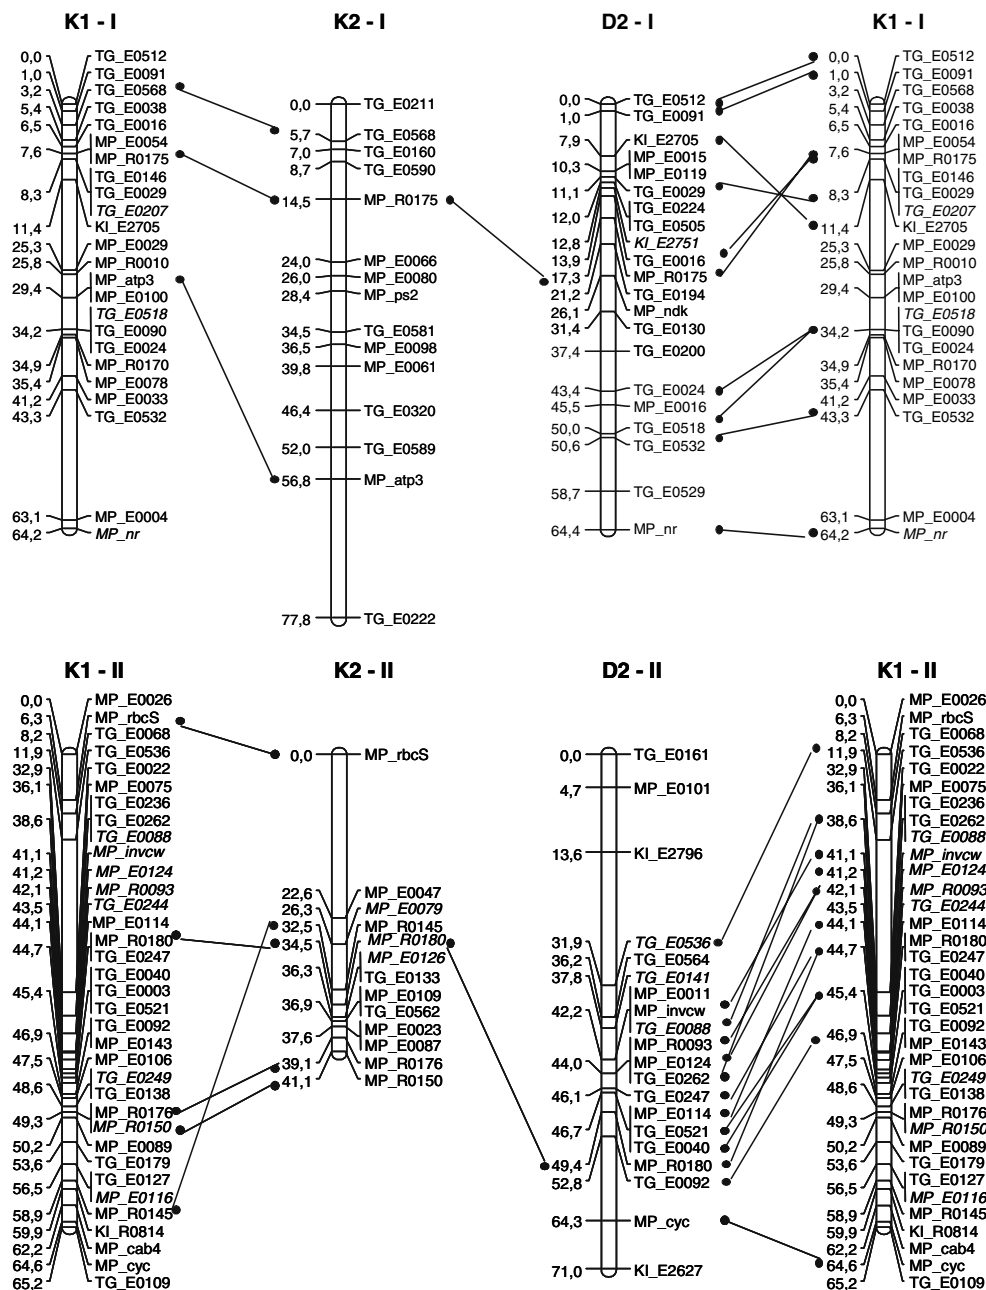 K1 - I
0,0 TG_E0512
1,0 TG_E0091
3,2 TG_E0568
5,4 TG_E0038
6,5 TG_E0016
MP_E0054
7,6 MP_R0175
TG_E0146
8,3 TG_E0029
TG_E0207
11,4 KI_E2705
25,3 MP_E0029
25,8 MP_R0010
MP_atp3
29,4 MP_E0100
TG_E0518
34,2 TG_E0090
TG_E0024
34,9 MP_R0170
35,4 MP_E0078
41,2 MP_E0033
43,3 TG_E0532
63,1 MP_E0004
64,2 MP_nr
K2 - I
0,0 TG_E0211
5,7 TG_E0568
7,0 TG_E0160
8,7 TG_E0590
14,5 MP_R0175
24,0 MP_E0066
26,0 MP_E0080
28,4 MP_ps2
34,5 TG_E0581
36,5 MP_E0098
39,8 MP_E0061
46,4 TG_E0320
52,0 TG_E0589
56,8 MP_atp3
77,8 TG_E0222
D2 - I
0,0 TG_E0512
1,0 TG_E0091
7,9 KI_E2705
MP_E0015
10,3 MP_E0119
11,1 TG_E0029
TG_E0224
12,0 TG_E0505
12,8 KI_E2751
13,9 TG_E0016
17,3 MP_R0175
21,2 TG_E0194
26,1 MP_ndk
31,4 TG_E0130
37,4 TG_E0200
43,4 TG_E0024
45,5 MP_E0016
50,0 TG_E0518
50,6 TG_E0532
58,7 TG_E0529
64,4 MP_nr
K1 - I
0,0 TG_E0512
1,0 TG_E0091
3,2 TG_E0568
5,4 TG_E0038
6,5 TG_E0016
MP_E0054
7,6 MP_R0175
TG_E0146
8,3 TG_E0029
TG_E0207
11,4 KI_E2705
25,3 MP_E0029
25,8 MP_R0010
MP_atp3
29,4 MP_E0100
TG_E0518
34,2 TG_E0090
TG_E0024
34,9 MP_R0170
35,4 MP_E0078
41,2 MP_E0033
43,3 TG_E0532
63,1 MP_E0004
64,2 MP_nr
K1 - II
0,0 MP_E0026
6,3 MP_rbcS
8,2 TG_E0068
11,9 TG_E0536
32,9 TG_E0022
36,1 MP_E0075
TG_E0236
38,6 TG_E0262
TG_E0088
41,1 MP_invcw
41,2 MP_E0124
42,1 MP_R0093
43,5 TG_E0244
44,1 MP_E0114
MP_R0180
44,7 TG_E0247
TG_E0040
45,4 TG_E0003
TG_E0521
TG_E0092
46,9 MP_E0143
47,5 MP_E0106
TG_E0249
48,6 TG_E0138
MP_R0176
49,3 MP_R0150
50,2 MP_E0089
53,6 TG_E0179
TG_E0127
56,5 MP_E0116
58,9 MP_R0145
59,9 KI_R0814
62,2 MP_cab4
64,6 MP_cyc
65,2 TG_E0109
K2 - II
0,0 MP_rbcS
22,6 MP_E0047
26,3 MP_E0079
32,5 MP_R0145
34,5 MP_R0180
MP_E0126
36,3 TG_E0133
MP_E0109
36,9 TG_E0562
MP_E0023
37,6 MP_E0087
39,1 MP_R0176
41,1 MP_R0150
D2 - II
0,0 TG_E0161
4,7 MP_E0101
13,6 KI_E2796
31,9 TG_E0536
36,2 TG_E0564
37,8 TG_E0141
MP_E0011
42,2 MP_invcw
TG_E0088
MP_R0093
44,0 MP_E0124
TG_E0262
46,1 TG_E0247
MP_E0114
46,7 TG_E0521
TG_E0040
49,4 MP_R0180
52,8 TG_E0092
64,3 MP_cyc
71,0 KI_E2627
K1 - II
0,0 MP_E0026
6,3 MP_rbcS
8,2 TG_E0068
11,9 TG_E0536
32,9 TG_E0022
36,1 MP_E0075
TG_E0236
38,6 TG_E0262
TG_E0088
41,1 MP_invcw
41,2 MP_E0124
42,1 MP_R0093
43,5 TG_E0244
44,1 MP_E0114
MP_R0180
44,7 TG_E0247
TG_E0040
45,4 TG_E0003
TG_E0521
TG_E0092
46,9 MP_E0143
47,5 MP_E0106
TG_E0249
48,6 TG_E0138
MP_R0176
49,3 MP_R0150
50,2 MP_E0089
53,6 TG_E0179
TG_E0127
56,5 MP_E0116
58,9 MP_R0145
59,9 KI_R0814
62,2 MP_cab4
64,6 MP_cyc
65,2 TG_E0109